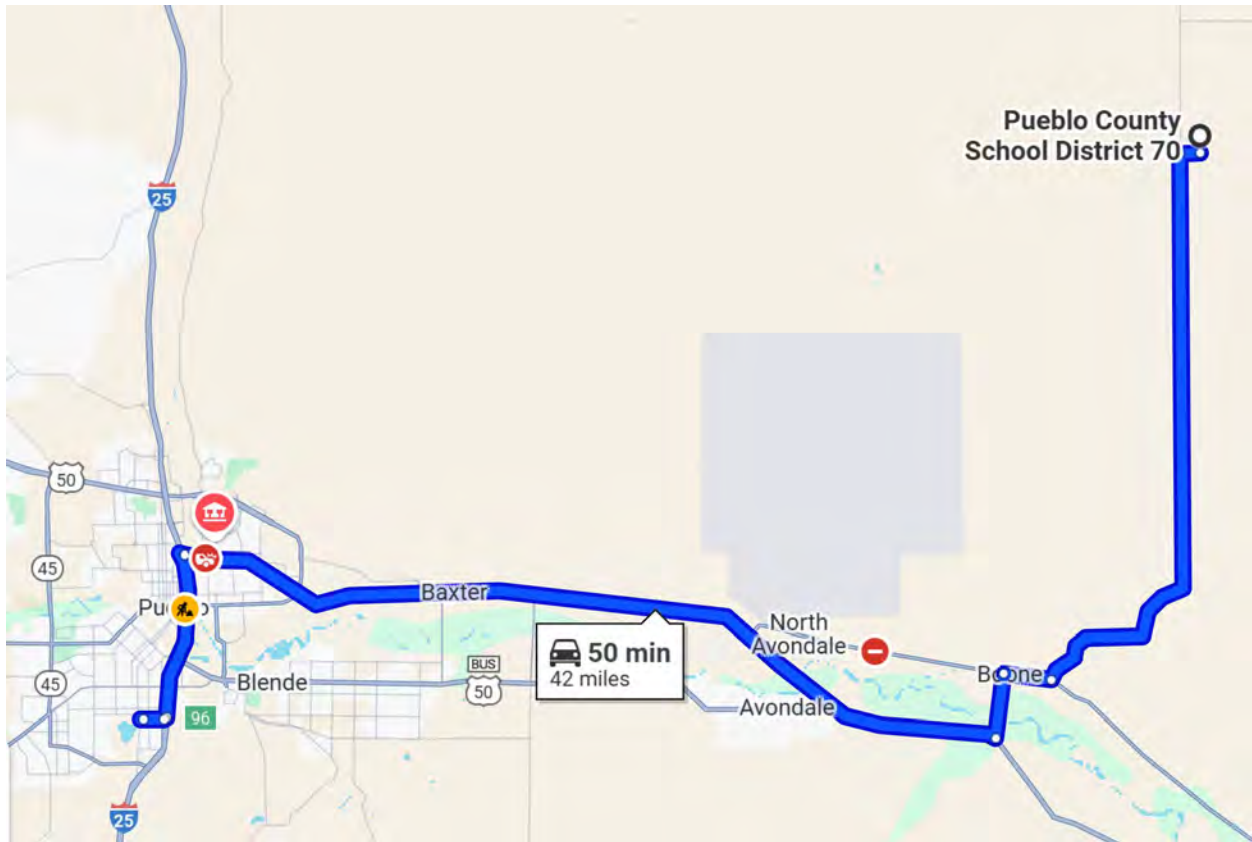 Pueblo County
School District 70
25
50
45
Pueblo
Baxter
North
Avondale
50 min
42 miles
BUS
50
Blende
45
Boone
Avondale
96
25